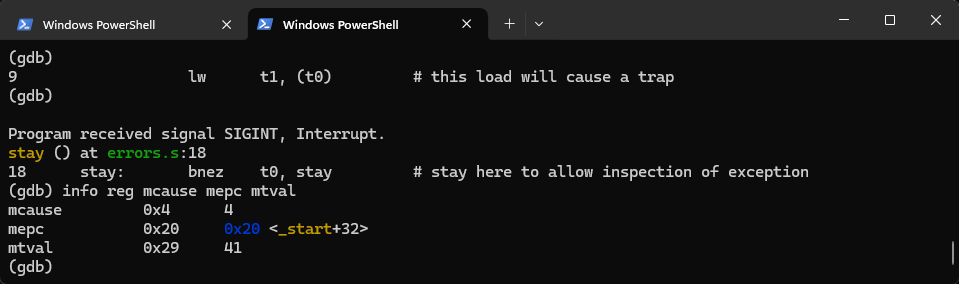 Windows PowerShell
Windows PowerShell
(gdb)
9                   lw      t1, (t0)         # this load will cause a trap
(gdb)
Program received signal SIGINT, Interrupt.
stay () at errors.s:18
18      stay:       bnez    t0, stay         # stay here to allow inspection of exception
(gdb) info reg mcause mepc mtval
mcause         0x4      4
mepc           0x20     0x20 <_start+32>
mtval          0x29     41
(gdb)